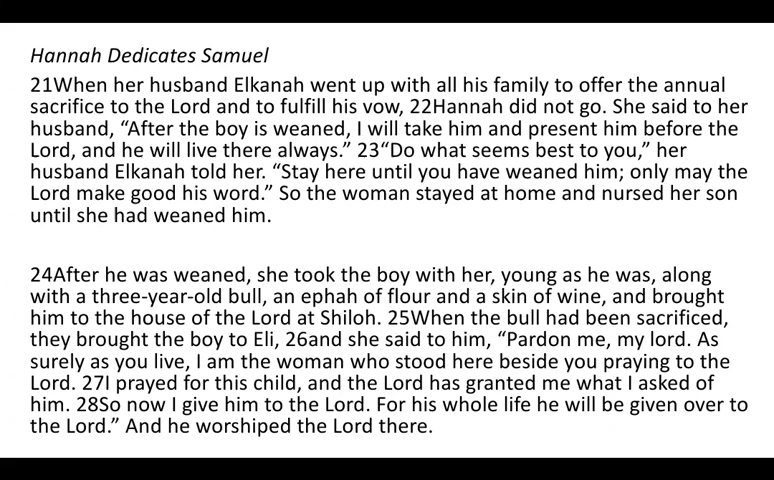 Hannah Dedicates Samuel
21When her husband Elkanah went up with all his family to offer the annual
sacrifice to the Lord and to fulfill his vow, 22Hannah did not go. She said to her
husband, “After the boy is weaned, I will take him and present him before the
Lord, and he will live there always.” 23“Do what seems best to you,” her
husband Elkanah told her. “Stay here until you have weaned him; only may the
Lord make good his word.” So the woman stayed at home and nursed her son
until she had weaned him.
24After he was weaned, she took the boy with her, young as he was, along
with a three-year-old bull, an ephah of flour and a skin of wine, and brought
him to the house of the Lord at Shiloh. 25When the bull had been sacrificed,
they brought the boy to Eli, 26and she said to him, “Pardon me, my lord. As
surely as you live, I am the woman who stood here beside you praying to the
Lord. 27I prayed for this child, and the Lord has granted me what I asked of
him. 28So now I give him to the Lord. For his whole life he will be given over to
the Lord.” And he worshiped the Lord there.